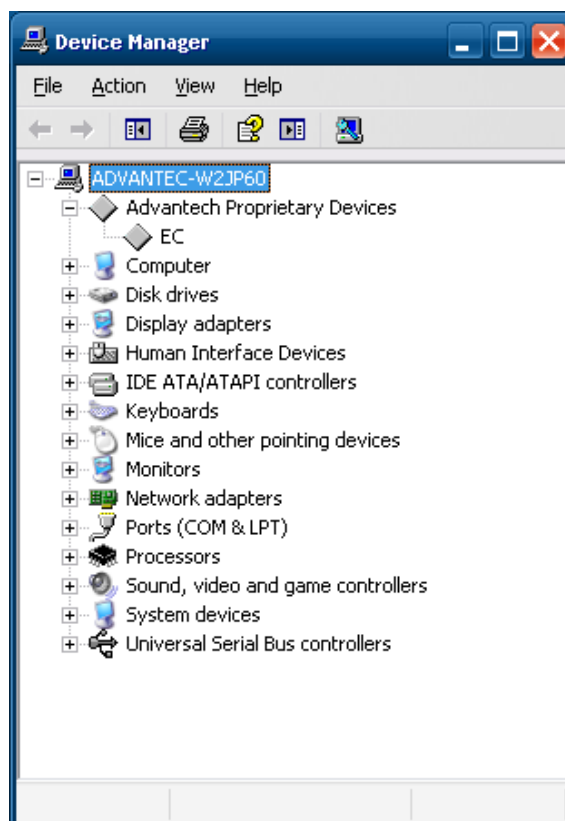 Device Manager
File Action View Help
ADVANTEC-W2JP60
Advantech Proprietary Devices
EC
Computer
Disk drives
Display adapters
Human Interface Devices
IDE ATA/ATAPI controllers
Keyboards
Mice and other pointing devices
Monitors
Network adapters
Ports (COM & LPT)
Processors
Sound, video and game controllers
System devices
Universal Serial Bus controllers